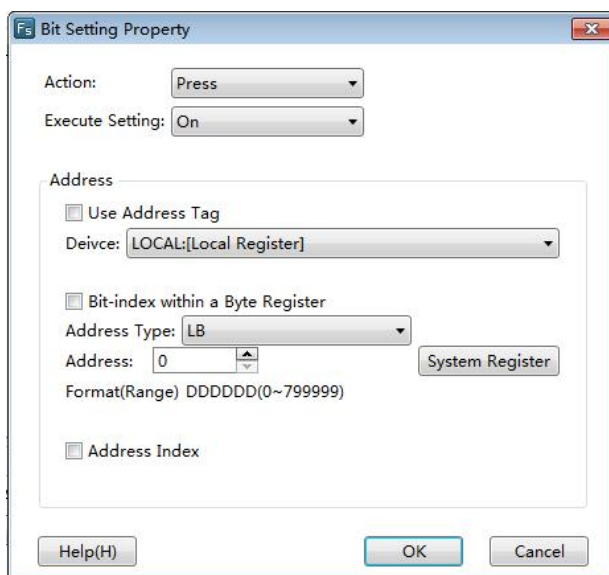 Fs Bit Setting Property
Action: Press
Execute Setting: On
Address
Use Address Tag
Deivce: LOCAL:[Local Register]
Bit-index within a Byte Register
Address Type: LB
Address: 0 System Register
Format(Range) DDDDDD(0~799999)
Address Index
Help(H) OK Cancel